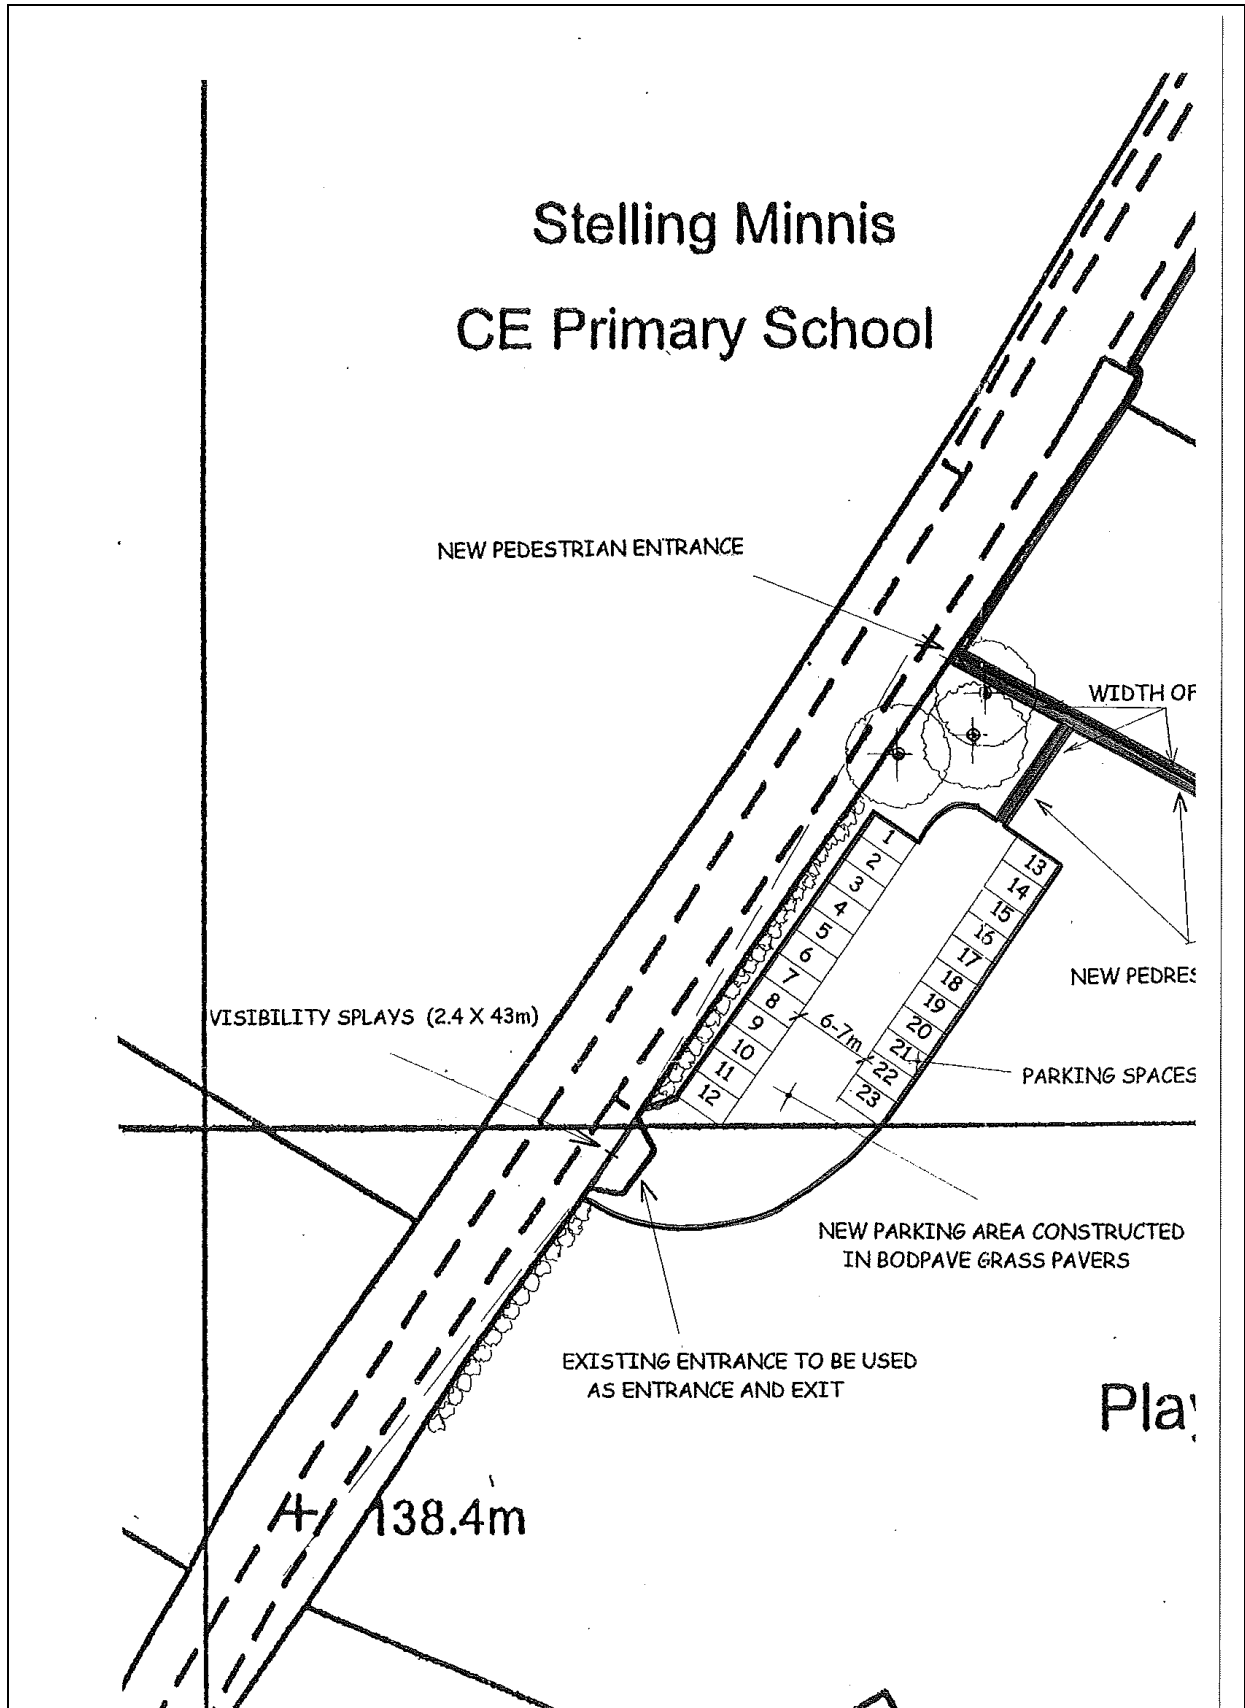 Stelling Minnis
CE Primary School
NEW PEDESTRIAN ENTRANCE
WIDTH OF
1
2
3
4
5
6
7
8
9
10
11
12
13
14
15
16
17
18
19
20
21
22
23
6-7m
NEW PEDRES
VISIBILITY SPLAYS (2.4 X 43m)
PARKING SPACES
NEW PARKING AREA CONSTRUCTED
IN BODPAVE GRASS PAVERS
EXISTING ENTRANCE TO BE USED
AS ENTRANCE AND EXIT
Play
138.4m